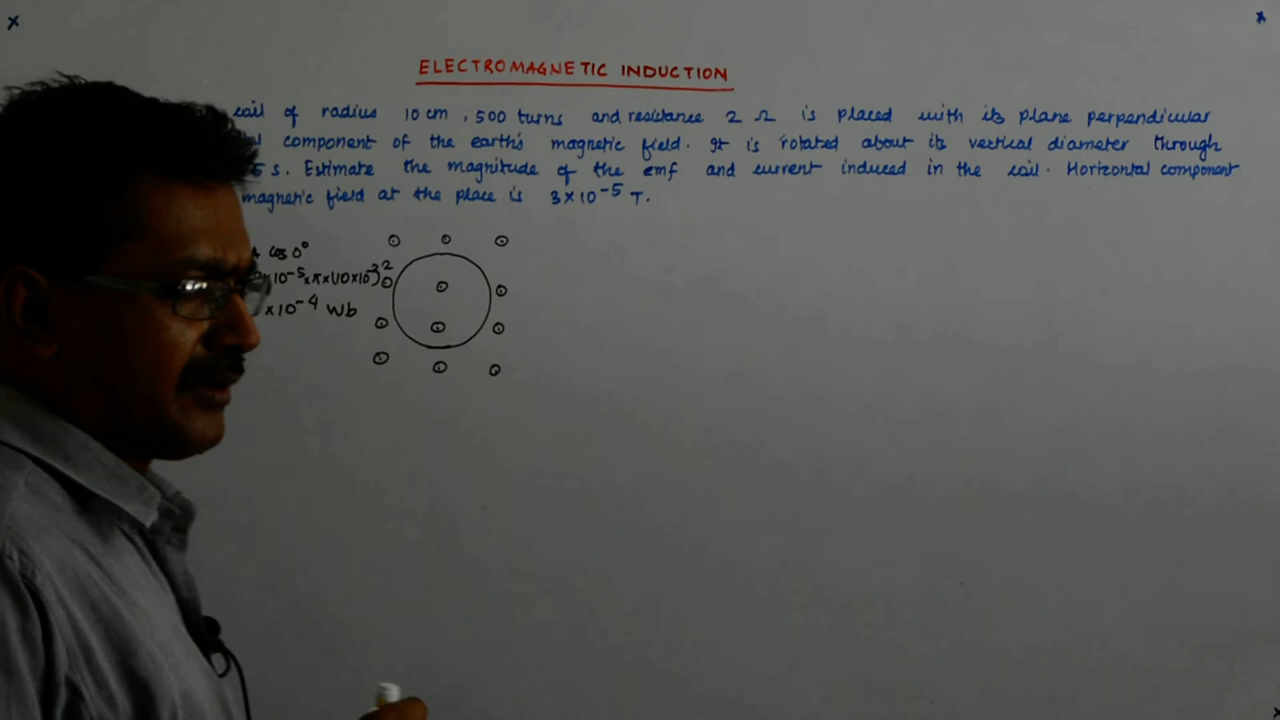 ELECTROMAGNETIC INDUCTION
coil of radius 10 cm , 500 turns and resistance 2 Ω is placed with its plane perpendicular
component of the earth's magnetic field. It is rotated about its vertical diameter through
s. Estimate the magnitude of the emf and current induced in the coil. Horizontal component
magnetic field at the place is 3×10⁻⁵ T.
cos 0°
×10⁻⁵×π×(10×10
×10⁻⁴ Wb